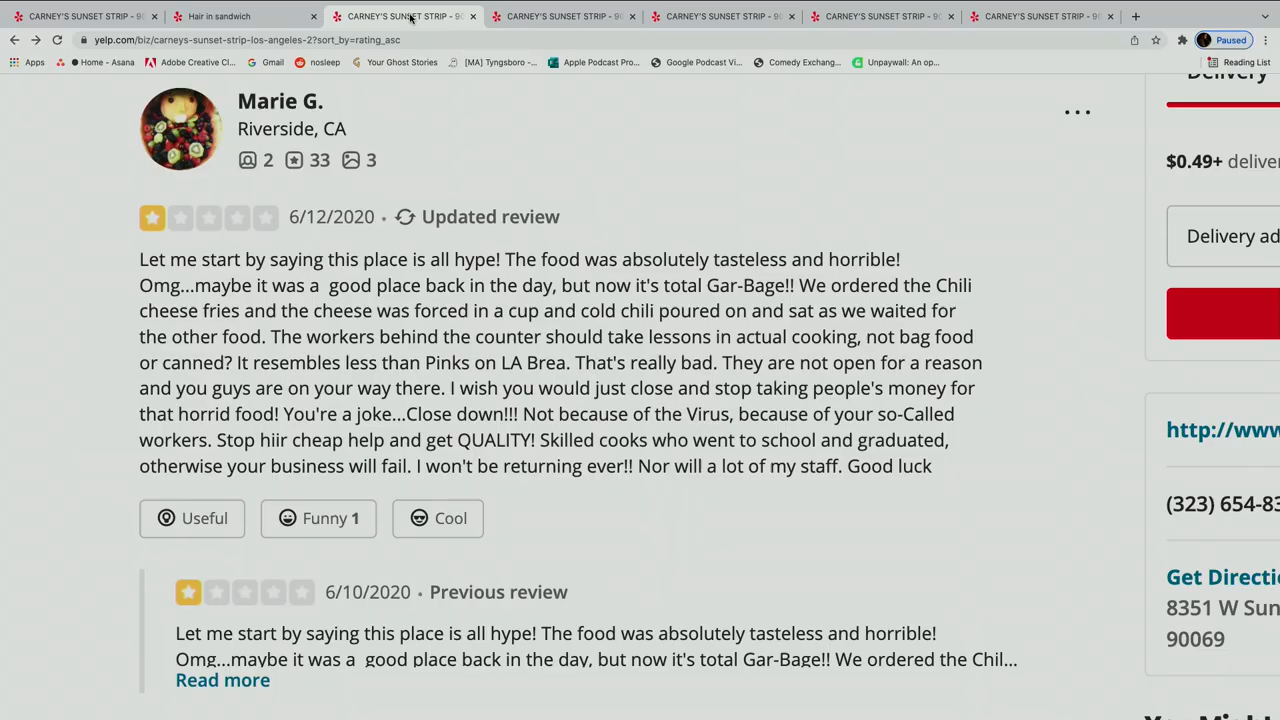 CARNEY'S SUNSET STRIP - 90
Hair in sandwich
CARNEY'S SUNSET STRIP - 90
CARNEY'S SUNSET STRIP - 90
CARNEY'S SUNSET STRIP - 90
CARNEY'S SUNSET STRIP - 90
CARNEY'S SUNSET STRIP - 90
yelp.com/biz/carneys-sunset-strip-los-angeles-2?sort_by=rating_asc
Paused
Apps
Home - Asana
Adobe Creative Cl...
Gmail
nosleep
Your Ghost Stories
[MA] Tyngsboro -...
Apple Podcast Pro...
Google Podcast Vi...
Comedy Exchang...
Unpaywall: An op...
Reading List
Marie G.
Riverside, CA
2 33 3
6/12/2020 • Updated review
Let me start by saying this place is all hype! The food was absolutely tasteless and horrible!
Omg...maybe it was a  good place back in the day, but now it's total Gar-Bage!! We ordered the Chili
cheese fries and the cheese was forced in a cup and cold chili poured on and sat as we waited for
the other food. The workers behind the counter should take lessons in actual cooking, not bag food
or canned? It resembles less than Pinks on LA Brea. That's really bad. They are not open for a reason
and you guys are on your way there. I wish you would just close and stop taking people's money for
that horrid food! You're a joke...Close down!!! Not because of the Virus, because of your so-Called
workers. Stop hiir cheap help and get QUALITY! Skilled cooks who went to school and graduated,
otherwise your business will fail. I won't be returning ever!! Nor will a lot of my staff. Good luck
Useful
Funny 1
Cool
6/10/2020 • Previous review
Let me start by saying this place is all hype! The food was absolutely tasteless and horrible!
Omg...maybe it was a  good place back in the day, but now it's total Gar-Bage!! We ordered the Chil...
Read more
Delivery
$0.49+ delive
Delivery ad
http://www
(323) 654-83
Get Directi
8351 W Sun
90069
You Might